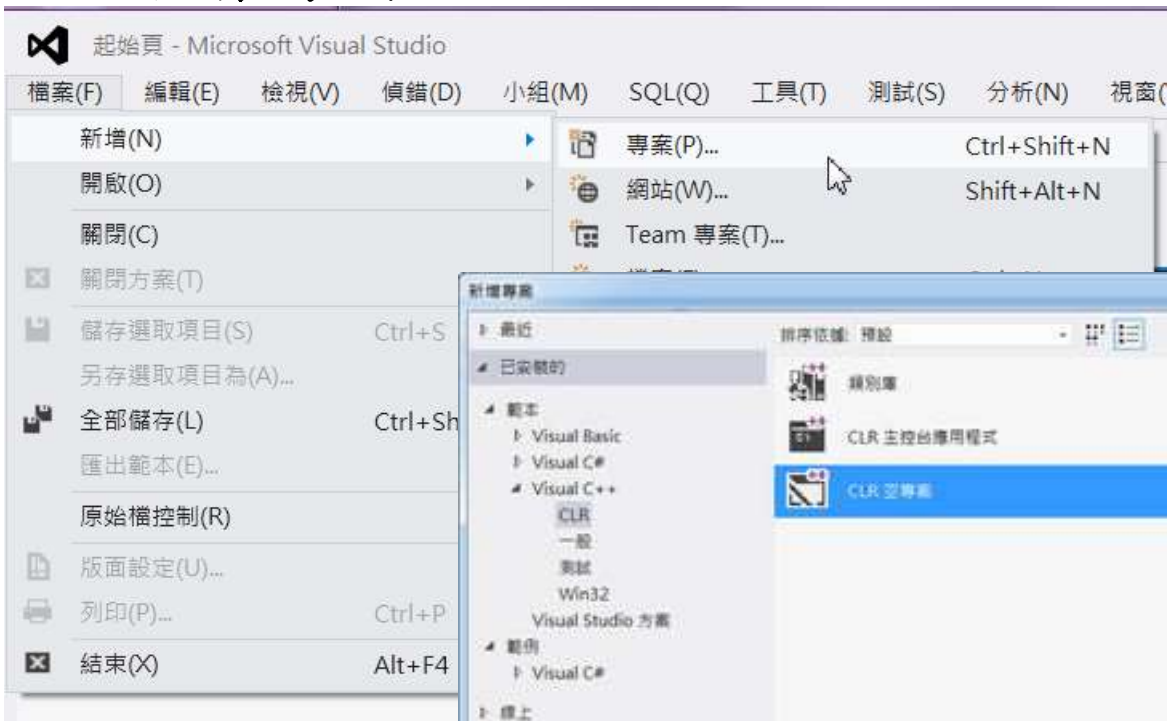 起始頁 - Microsoft Visual Studio
檔案(F) 編輯(E) 檢視(V) 偵錯(D) 小組(M) SQL(Q) 工具(T) 測試(S) 分析(N) 視窗(
新增(N)
開啟(O)
關閉(C)
關閉方案(T)
儲存選取項目(S) Ctrl+S
另存選取項目為(A)...
全部儲存(L) Ctrl+Sh
匯出範本(E)...
原始檔控制(R)
版面設定(U)...
列印(P)... Ctrl+P
結束(X) Alt+F4
專案(P)... Ctrl+Shift+N
網站(W)... Shift+Alt+N
Team 專案(T)...
新增專案
最近
已安裝的
範本
Visual Basic
Visual C#
Visual C++
CLR
一般
測試
Win32
Visual Studio 方案
範例
Visual C#
線上
排序依據: 預設
類別庫
CLR 主控台應用程式
CLR 空專案